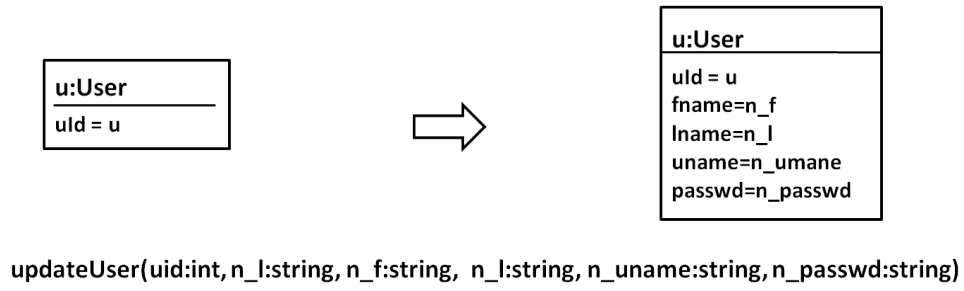 u:User
uId = u
u:User
uId = u
fname=n_f
lname=n_l
uname=n_umane
passwd=n_passwd
updateUser(uid:int, n_l:string, n_f:string, n_l:string, n_uname:string, n_passwd:string)